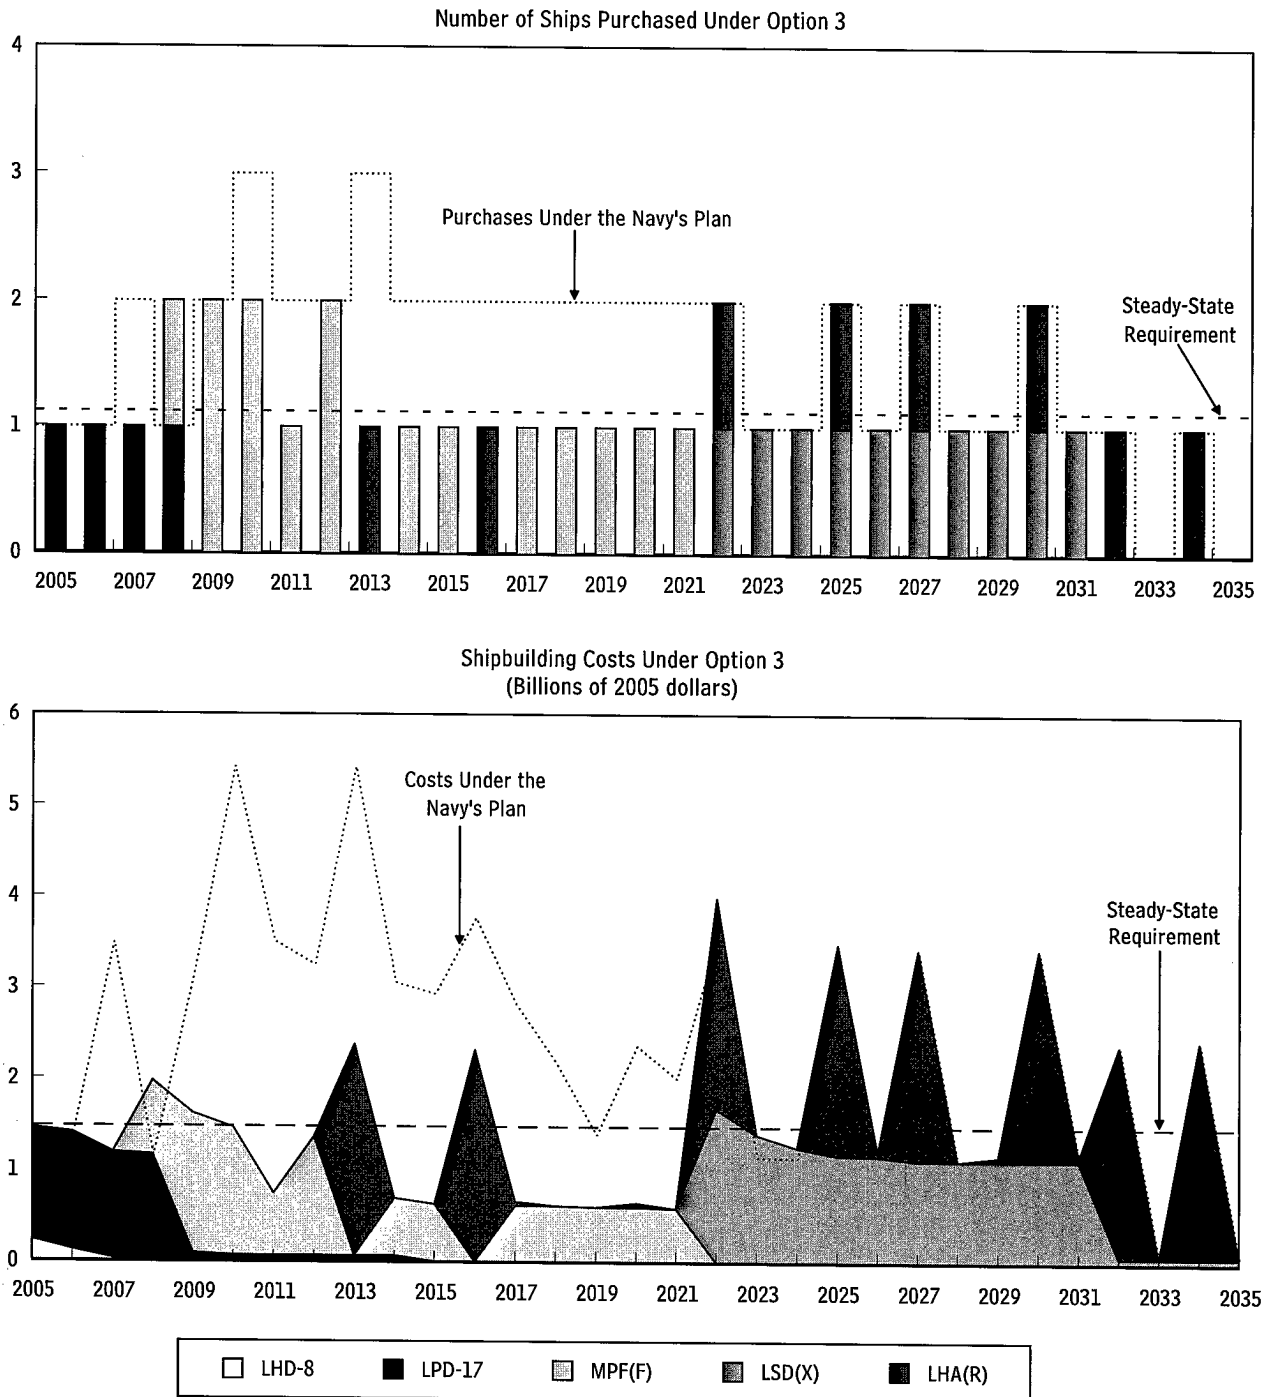 Number of Ships Purchased Under Option 3
4
3
2
1
0
Purchases Under the Navy's Plan
Steady-State
Requirement
2005 2007 2009 2011 2013 2015 2017 2019 2021 2023 2025 2027 2029 2031 2033 2035
Shipbuilding Costs Under Option 3
(Billions of 2005 dollars)
6
5
4
3
2
1
0
Costs Under the
Navy's Plan
Steady-State
Requirement
2005 2007 2009 2011 2013 2015 2017 2019 2021 2023 2025 2027 2029 2031 2033 2035
LHD-8 LPD-17 MPF(F) LSD(X) LHA(R)